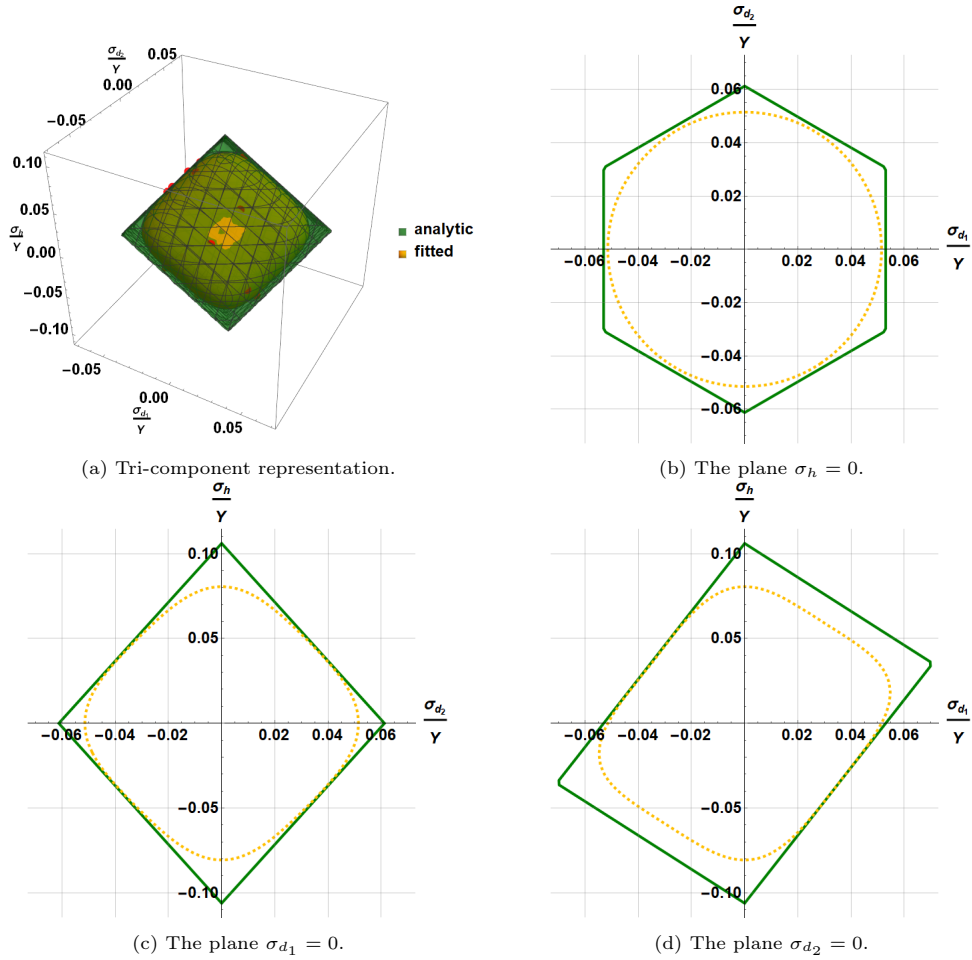 σd₂
Y
0.05
0.00
−0.05
0.10
0.05
σh
Y
0.00
−0.05
−0.10
−0.05
0.00
σd₁
Y
0.05
analytic
fitted
(a) Tri-component representation.
σd₂
Y
0.06
0.04
0.02
−0.06 −0.04 −0.02 0.02 0.04 0.06
σd₁
Y
−0.02
−0.04
−0.06
(b) The plane σh = 0.
σh
Y
0.10
0.05
−0.06 −0.04 −0.02 0.02 0.04 0.06
σd₂
Y
−0.05
−0.10
(c) The plane σd₁ = 0.
σh
Y
0.10
0.05
−0.06 −0.04 −0.02 0.02 0.04 0.06
σd₁
Y
−0.05
−0.10
(d) The plane σd₂ = 0.